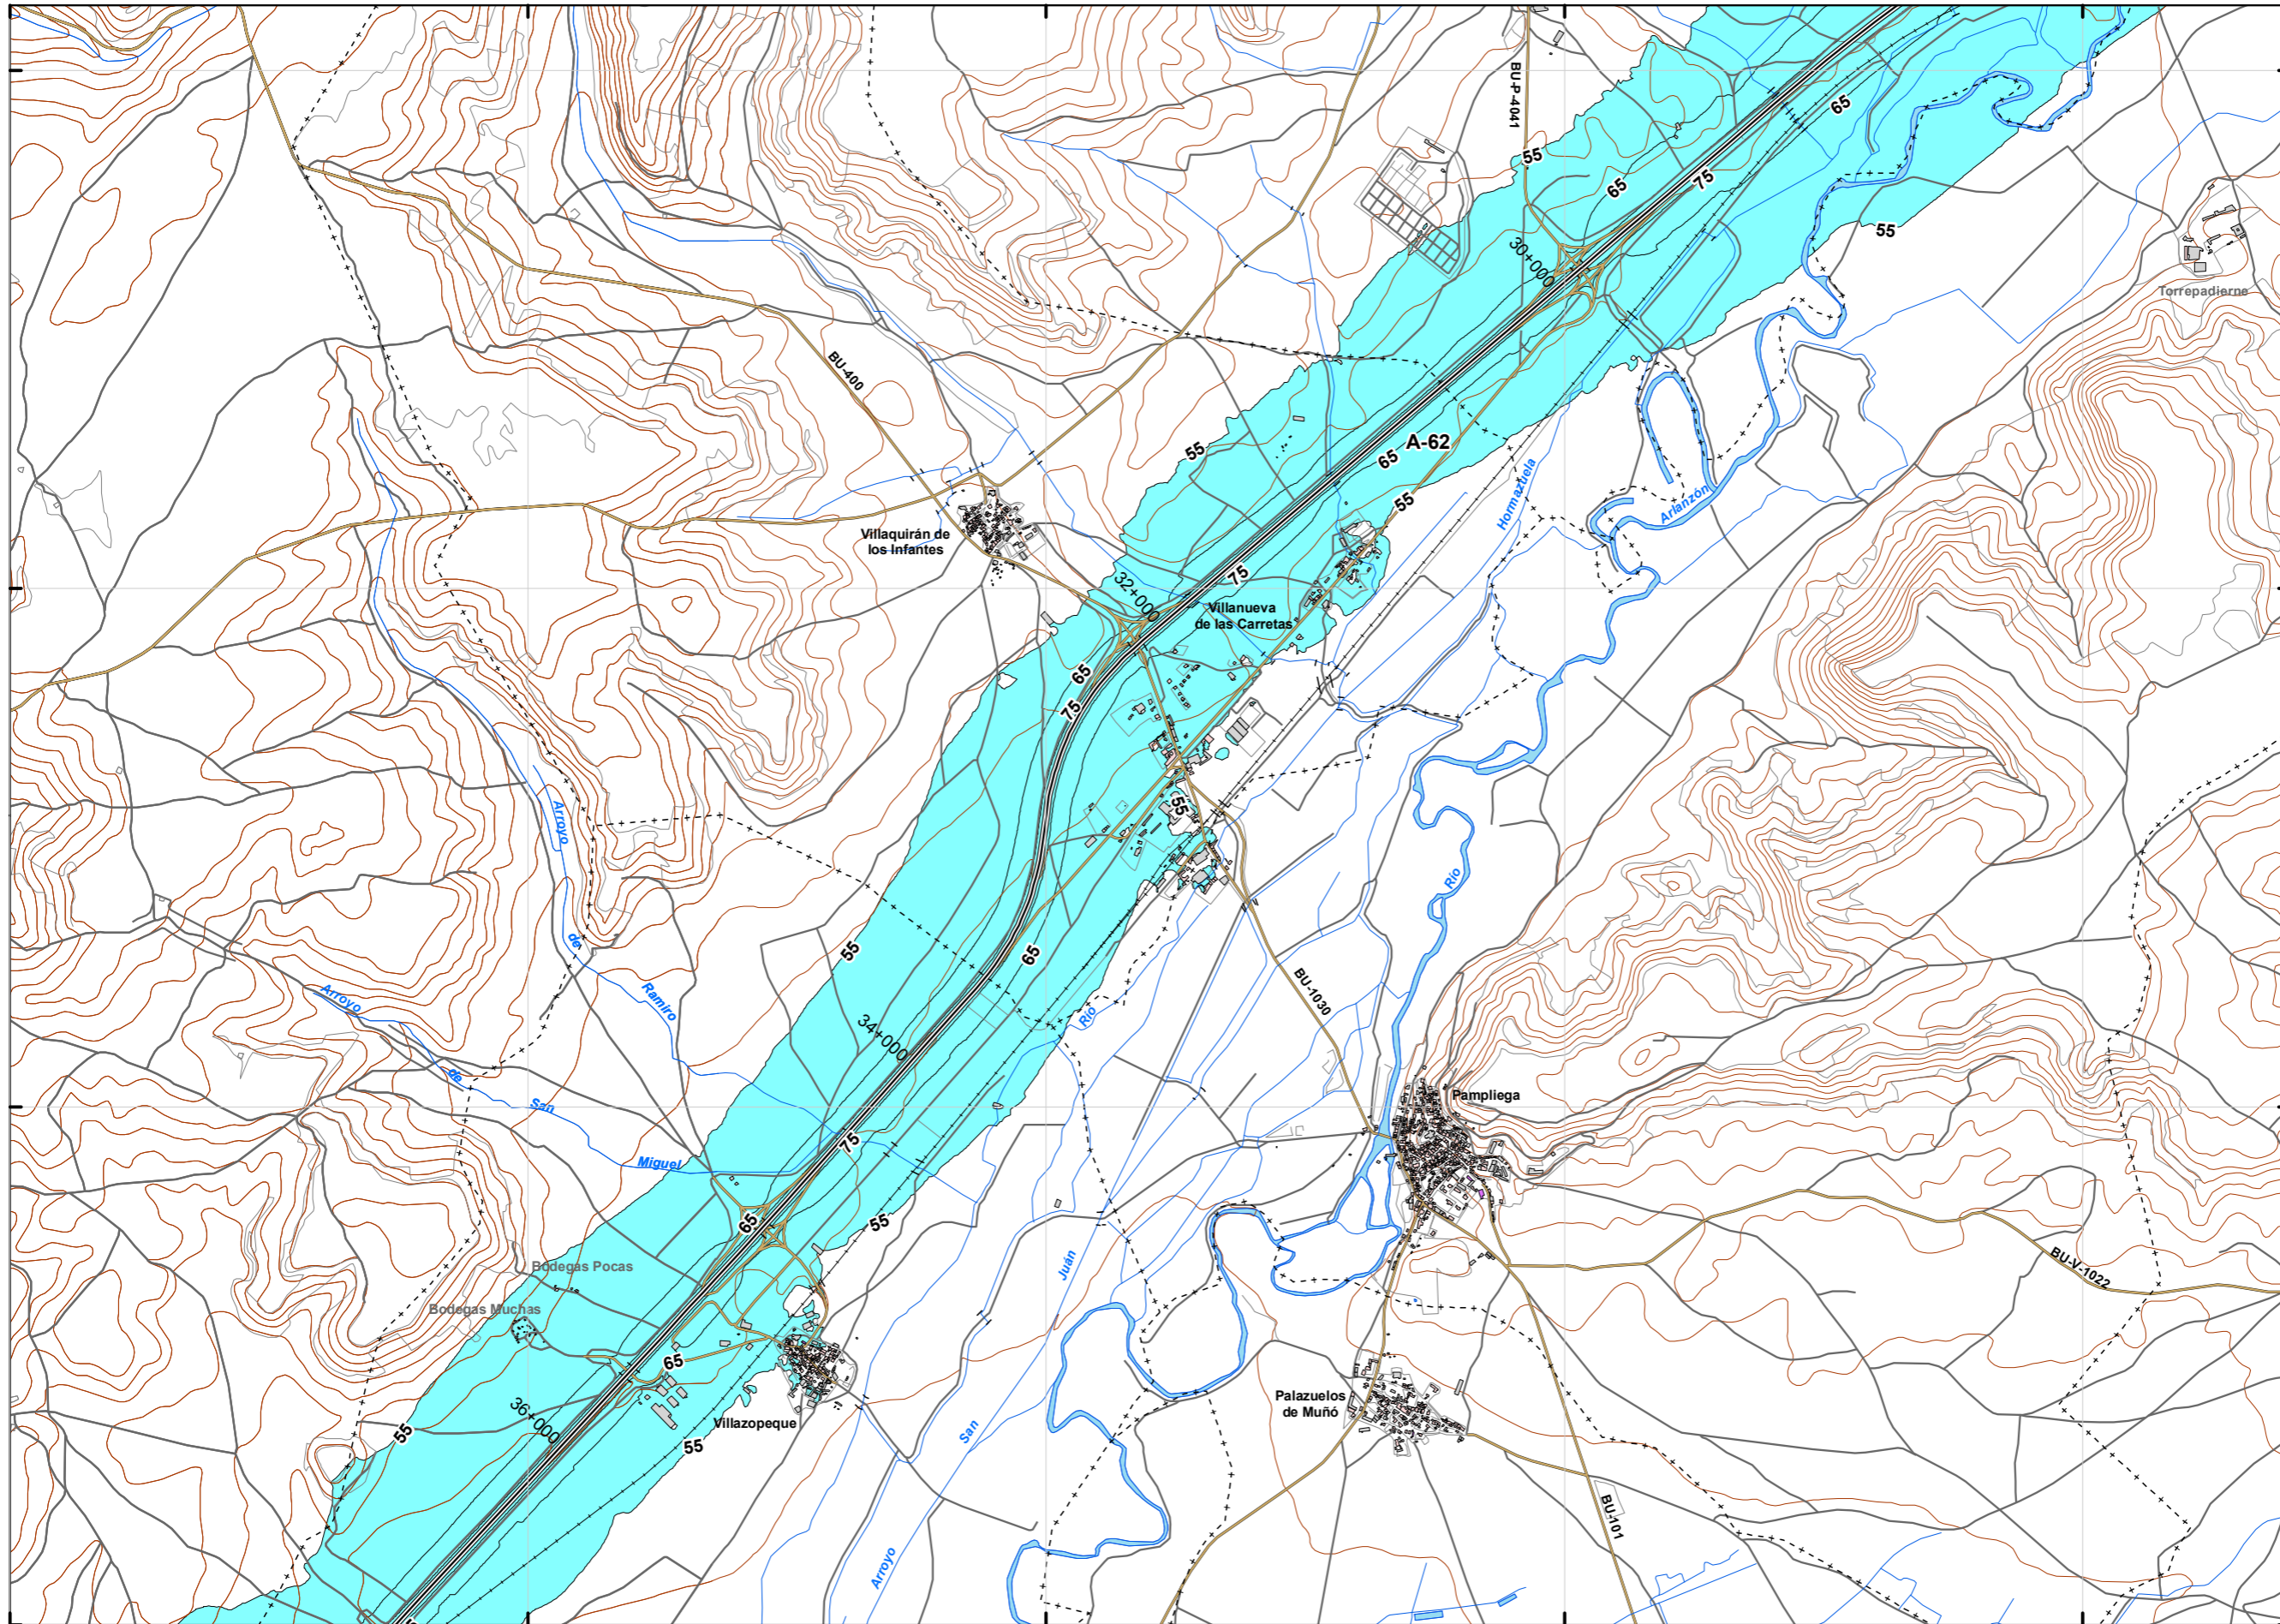 BU-P-4041
65
55
65
75
55
30+000
Torrepadierne
BU-400
A-62
65
55
55
Hormazuela
Arlanzón
Villaquirán de
los Infantes
75
32+000
Villanueva
de las Carretas
65
75
55
Arroyo
Río
de
55
65
Ramiro
BU-1030
Arroyo
Río
34+000
de
San
Pampliega
75
Miguel
65
55
Juán
Bodegas Pocas
BU-V-1022
Bodegas Muchas
65
Palazuelos
de Muñó
36+000
Villazopeque
55
55
San
BU-101
Arroyo